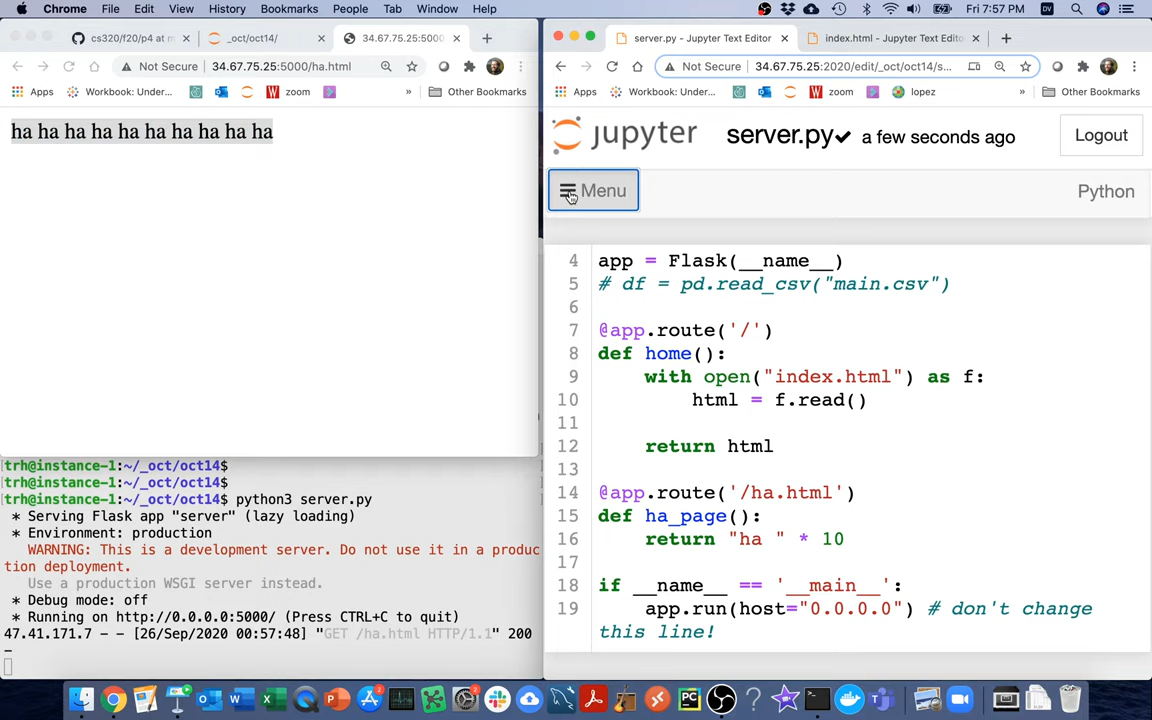 Chrome File Edit View History Bookmarks People Tab Window Help Fri 7:57 PM DV
cs320/f20/p4 at m
_oct/oct14/
34.67.75.25:5000
Not Secure 34.67.75.25:5000/ha.html
Apps Workbook: Under... W zoom » Other Bookmarks
ha ha ha ha ha ha ha ha ha ha
trh@instance-1:~/_oct/oct14$
trh@instance-1:~/_oct/oct14$
trh@instance-1:~/_oct/oct14$ python3 server.py
* Serving Flask app "server" (lazy loading)
* Environment: production
WARNING: This is a development server. Do not use it in a produc
tion deployment.
Use a production WSGI server instead.
* Debug mode: off
* Running on http://0.0.0.0:5000/ (Press CTRL+C to quit)
47.41.171.7 - - [26/Sep/2020 00:57:48] "GET /ha.html HTTP/1.1" 200
-
server.py - Jupyter Text Editor
index.html - Jupyter Text Edito
Not Secure 34.67.75.25:2020/edit/_oct/oct14/s...
Apps Workbook: Under... W zoom lopez » Other Bookmarks
jupyter server.py✔ a few seconds ago Logout
Menu Python
4 app = Flask(__name__)
5 # df = pd.read_csv("main.csv")
6
7 @app.route('/')
8 def home():
9 with open("index.html") as f:
10 html = f.read()
11
12 return html
13
14 @app.route('/ha.html')
15 def ha_page():
16 return "ha " * 10
17
18 if __name__ == '__main__':
19 app.run(host="0.0.0.0") # don't change
this line!